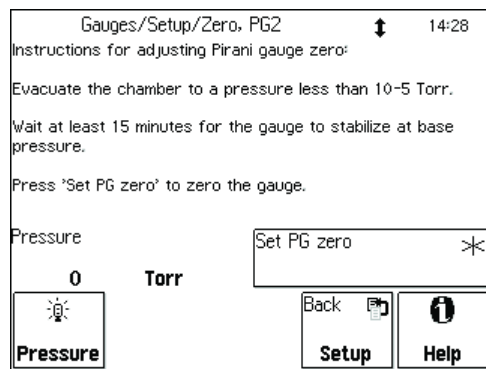 Gauges/Setup/Zero, PG2 14:28
Instructions for adjusting Pirani gauge zero:
Evacuate the chamber to a pressure less than 10-5 Torr.
Wait at least 15 minutes for the gauge to stabilize at base
pressure.
Press 'Set PG zero' to zero the gauge.
Pressure
Set PG zero
0 Torr
Pressure
Back
Setup
Help